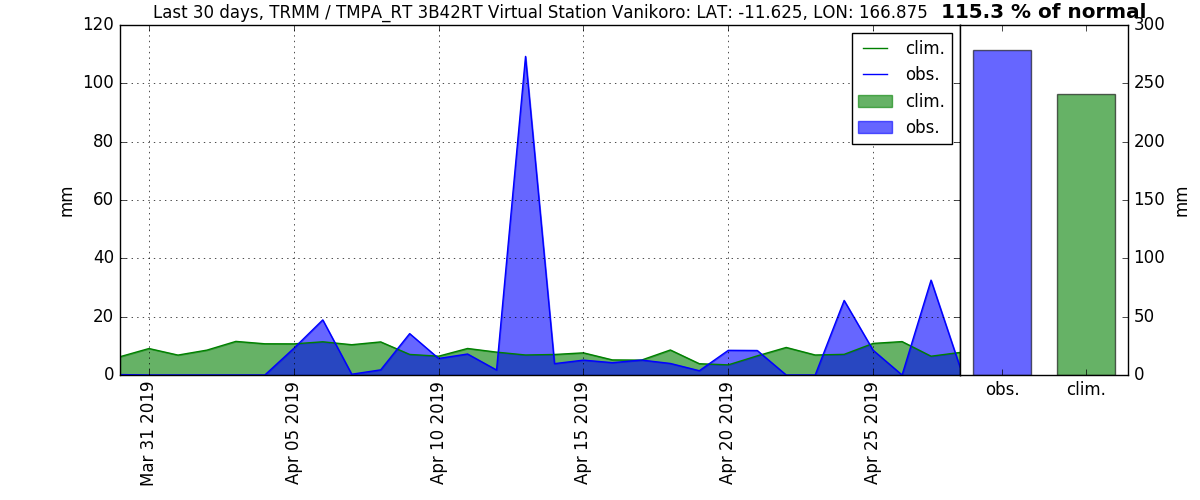 Last 30 days, TRMM / TMPA_RT 3B42RT Virtual Station Vanikoro: LAT: -11.625, LON: 166.875 115.3 % of normal
120
100
80
60
40
20
0
mm
clim.
obs.
clim.
obs.
300
250
200
150
100
50
0
mm
obs.
clim.
Mar 31 2019
Apr 05 2019
Apr 10 2019
Apr 15 2019
Apr 20 2019
Apr 25 2019